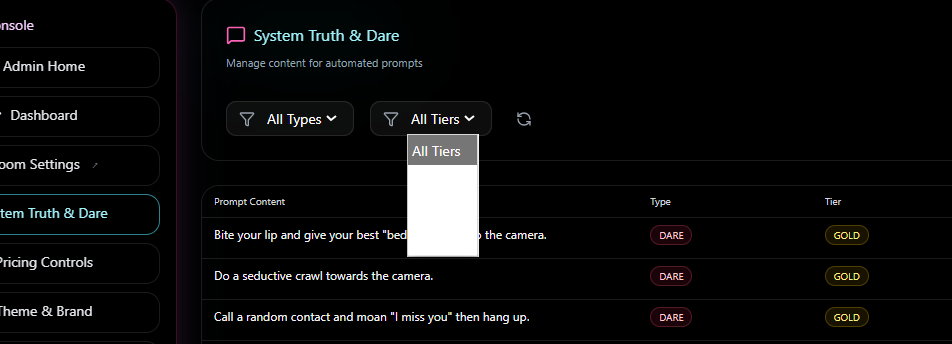 onsole
Admin Home
Dashboard
oom Settings
tem Truth & Dare
Pricing Controls
Theme & Brand
System Truth & Dare
Manage content for automated prompts
All Types
All Tiers
All Tiers
Prompt Content Type Tier
Bite your lip and give your best "bed o the camera. DARE GOLD
Do a seductive crawl towards the camera. DARE GOLD
Call a random contact and moan "I miss you" then hang up. DARE GOLD